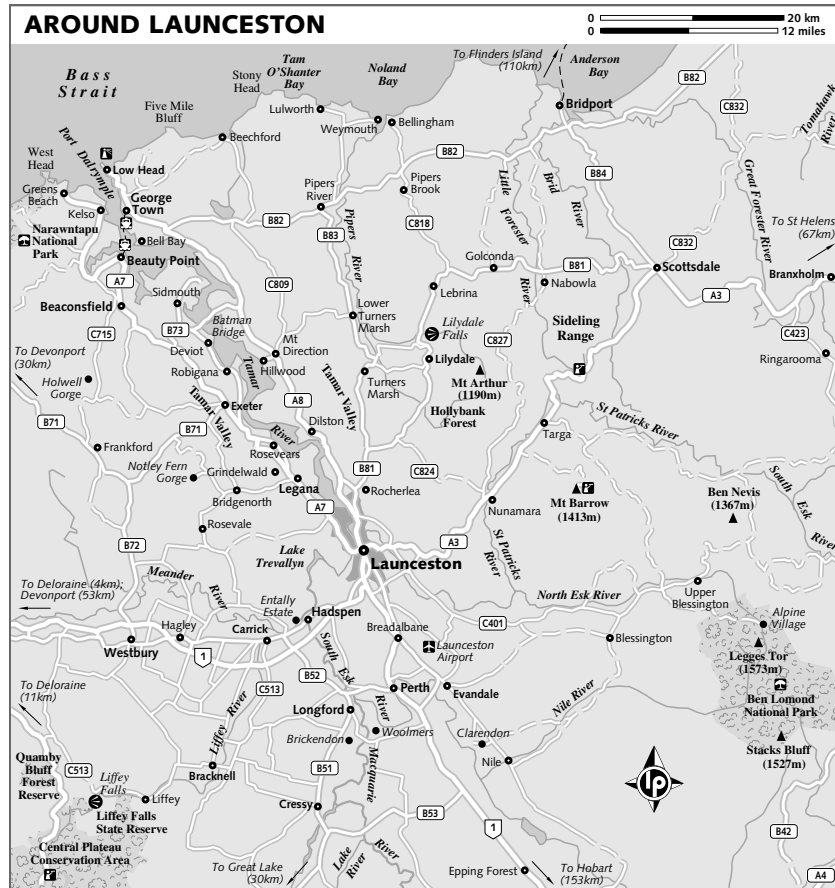 AROUND LAUNCESTON
0 20 km
0 12 miles
To Flinders Island
(110km)
Anderson
Bay
Bass
Strait
Stony
Head
Tam
O'Shanter
Bay
Noland
Bay
B82
C832
Tomahawk
River
Five Mile
Bluff
Lulworth
Weymouth
Bellingham
Bridport
West
Head
Port Dalrymple
Beechford
B82
Low Head
Greens
Beach
Kelso
George
Town
Pipers
River
Pipers
Brook
Little
Forester
River
Brid
River
B84
Great Forester River
To St Helens
(67km)
B82
B83
Pipers
River
C818
C832
Narawntapu
National
Park
Bell Bay
Beauty Point
A7
Golconda
B81
Scottsdale
Branxholm
Sidmouth
C809
Lebrina
Nabowla
A3
Beaconsfield
B73
Batman
Bridge
Lower
Turners
Marsh
Lilydale
Falls
C827
Sideling
Range
C423
C715
Deviot
Mt
Direction
Ringarooma
To Devonport
(30km)
Robigana
Tamar
Hillwood
Lilydale
Mt Arthur
(1190m)
Holwell
Gorge
Turners
Marsh
Tamar Valley
Hollybank
Forest
B71
Exeter
A8
Tamar Valley
St Patricks River
Dilston
Targa
Frankford
B71
River
Rosevears
Notley Fern
Gorge
Grindelwald
B81
C824
South
Esk
River
Legana
Rocherlea
Mt Barrow
(1413m)
Ben Nevis
(1367m)
Bridgenorth
A7
Nunamara
Rosevale
St Patricks
River
B72
Lake
Trevallyn
A3
Launceston
To Deloraine (4km);
Devonport (53km)
Meander
River
Entally
Estate
North Esk River
Upper
Blessington
Hadspen
C401
Alpine
Village
Hagley
Carrick
Breadalbane
Blessington
Westbury
1
South
Esk
River
Launceston
Airport
Legges Tor
(1573m)
To Deloraine
(11km)
B52
C513
Perth
Evandale
Nile River
Ben Lomond
National Park
Liffey River
Longford
Woolmers
Clarendon
Brickendon
Nile
Stacks Bluff
(1527m)
Quamby
Bluff
Forest
Reserve
C513
Liffey
Falls
Bracknell
B51
Macquarie
River
lp
Liffey
Liffey Falls
State Reserve
Cressy
B53
1
Central Plateau
Conservation Area
B42
To Great Lake
(30km)
Lake
River
Epping Forest
To Hobart
(153km)
A4